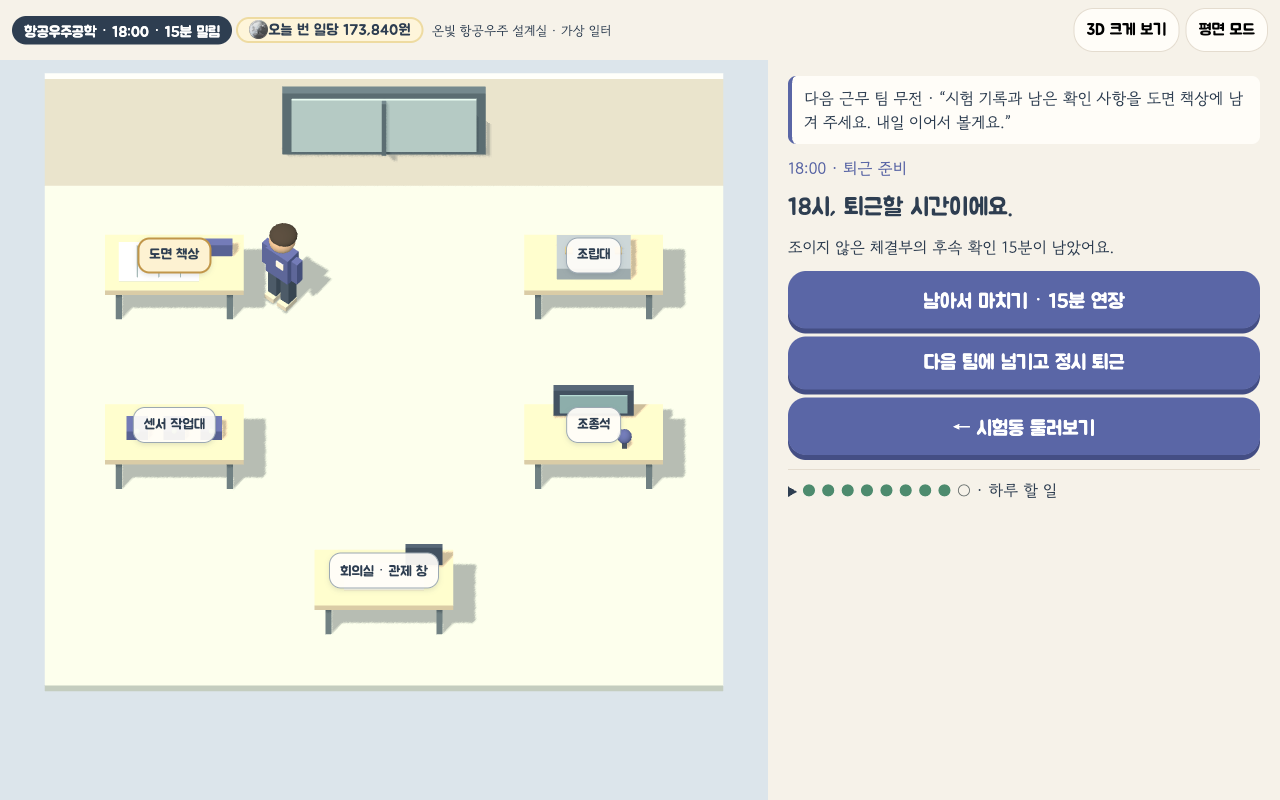 항공우주공학 · 18:00 · 15분 밀림
오늘 번 일당 173,840원
온빛 항공우주 설계실 · 가상 일터
3D 크게 보기
평면 모드
다음 근무 팀 무전 · “시험 기록과 남은 확인 사항을 도면 책상에 남
겨 주세요. 내일 이어서 볼게요.”
18:00 · 퇴근 준비
18시, 퇴근할 시간이에요.
조이지 않은 체결부의 후속 확인 15분이 남았어요.
남아서 마치기 · 15분 연장
다음 팀에 넘기고 정시 퇴근
← 시험동 둘러보기
▶ ●●●●●●●●○ · 하루 할 일
도면 책상
조립대
센서 작업대
조종석
회의실 · 관제 창